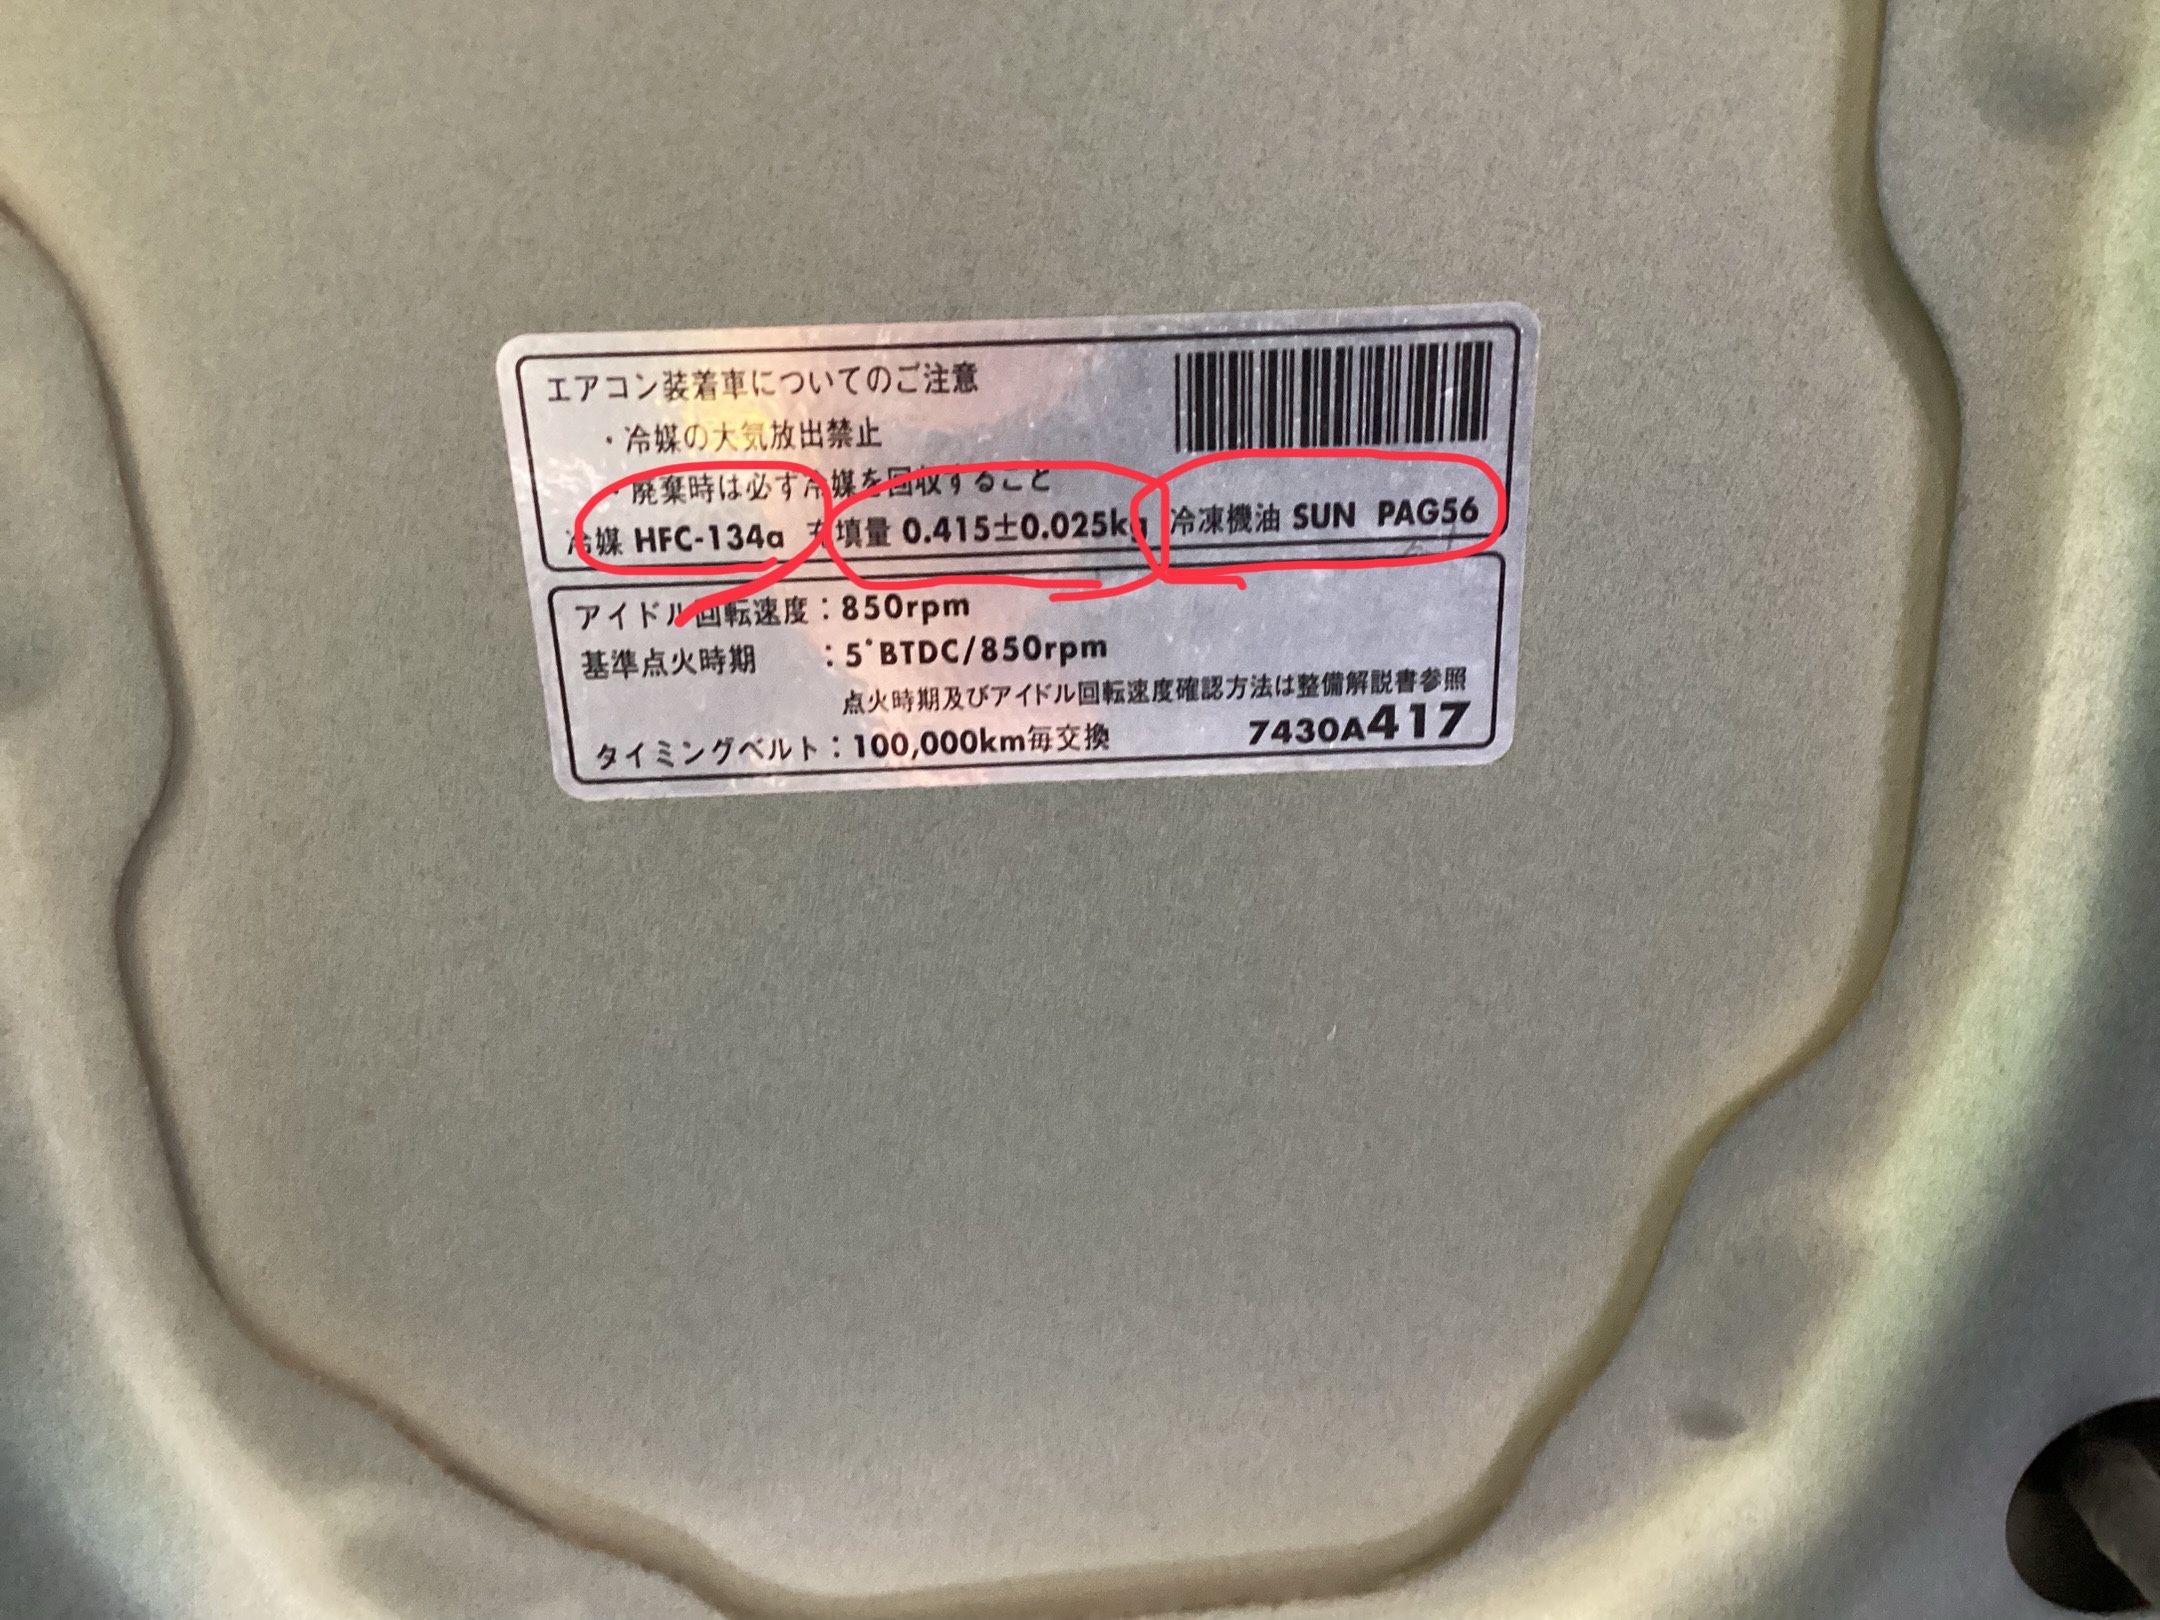 エアコン装着車についてのご注意
・冷媒の大気放出禁止
・廃棄時は必ず冷媒を回収すること
冷媒 HFC-134a 充填量 0.415±0.025kg 冷凍機油 SUN PAG56
アイドル回転速度:850rpm
基準点火時期 :5°BTDC/850rpm
点火時期及びアイドル回転速度確認方法は整備解説書参照
タイミングベルト:100,000km毎交換 7430A417